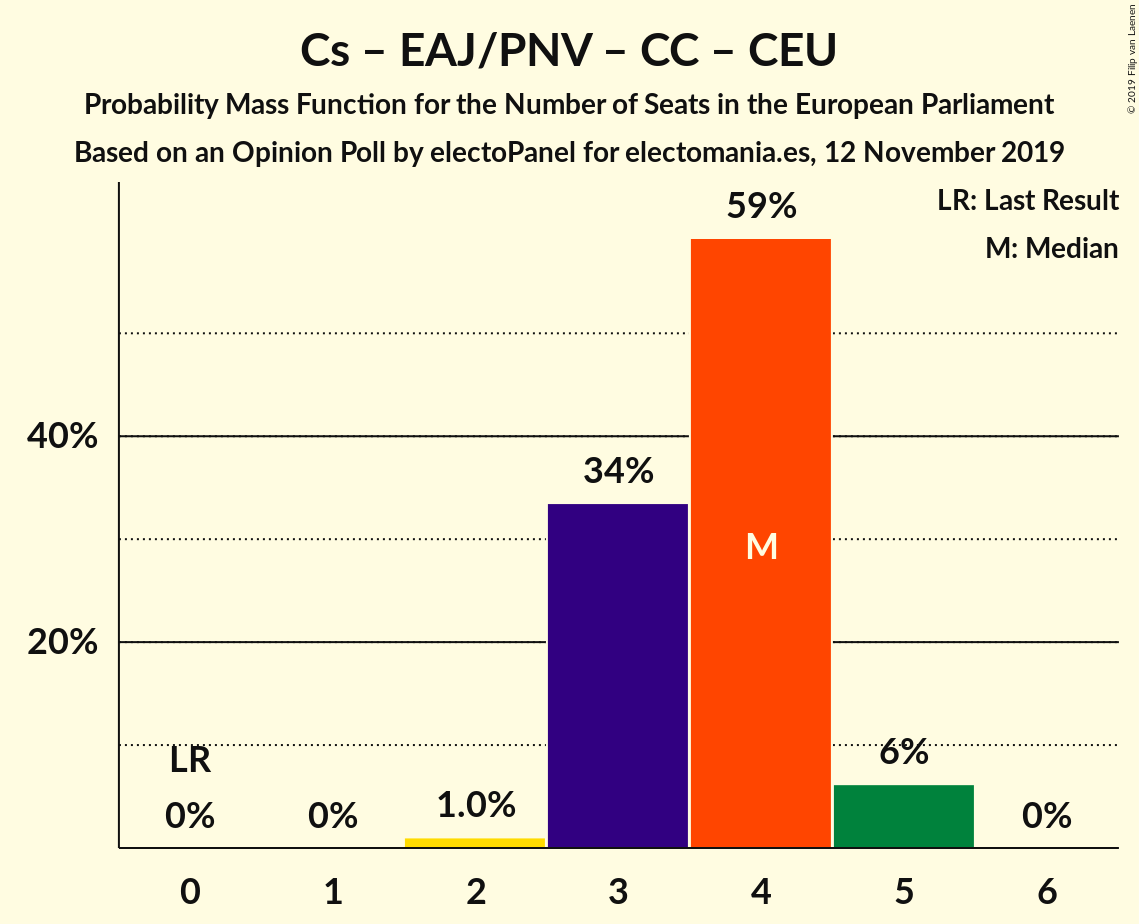 © 2019 Filip van Laenen
Cs – EAJ/PNV – CC – CEU
Probability Mass Function for the Number of Seats in the European Parliament
Based on an Opinion Poll by electoPanel for electomania.es, 12 November 2019
LR: Last Result
M: Median
59%
40%
34%
M
20%
LR
6%
0%
0%
1.0%
0%
0 1 2 3 4 5 6